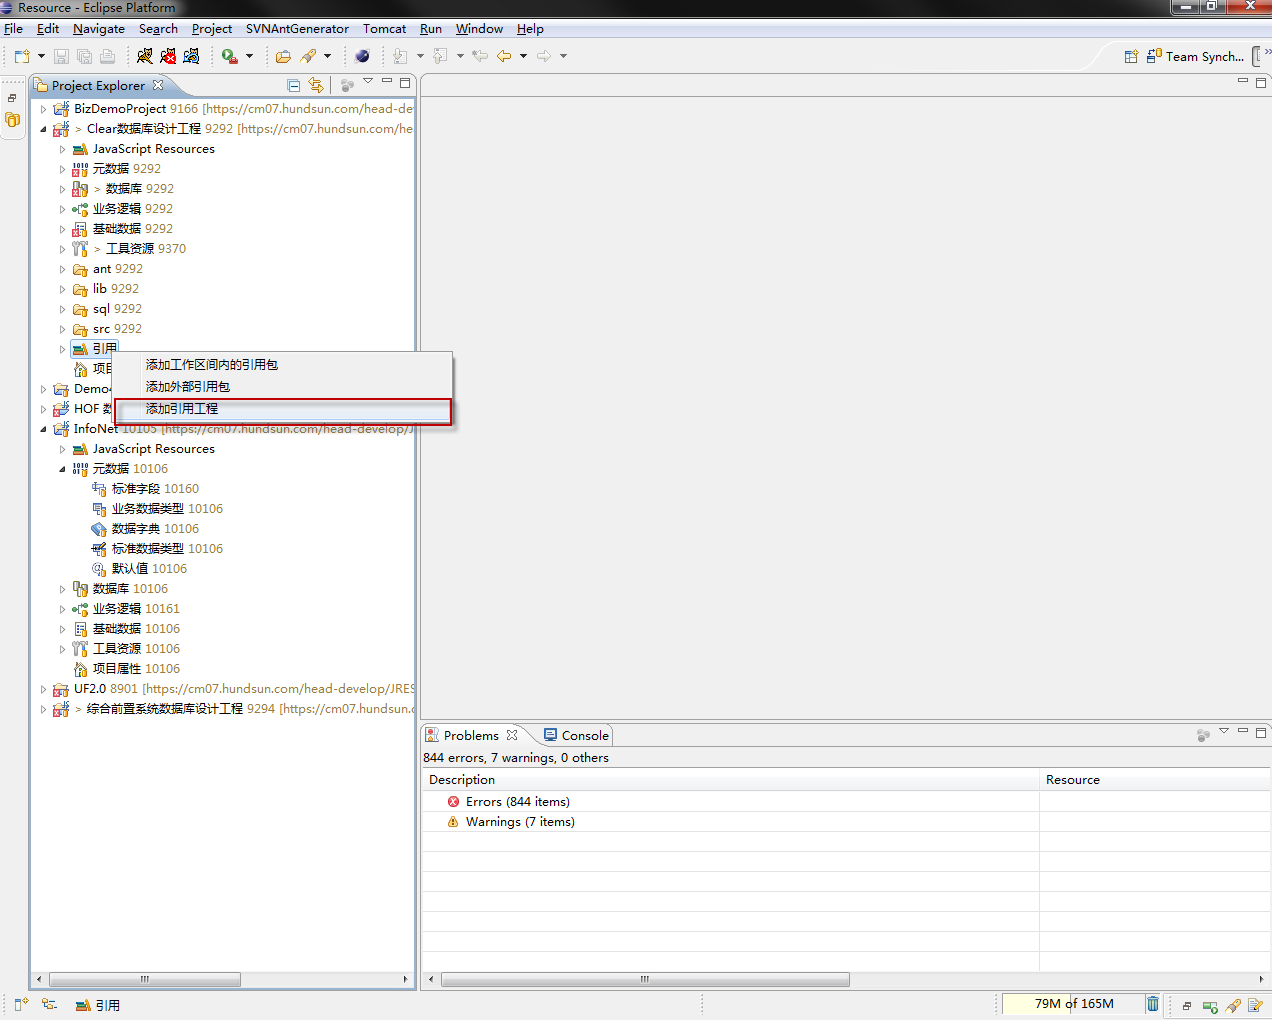 Resource - Eclipse Platform
File Edit Navigate Search Project SVNAntGenerator Tomcat Run Window Help
Team Synch...
Project Explorer
BizDemoProject 9166 [https://cm07.hundsun.com/head-de
> Clear数据库设计工程 9292 [https://cm07.hundsun.com/he
JavaScript Resources
元数据 9292
> 数据库 9292
业务逻辑 9292
基础数据 9292
> 工具资源 9370
ant 9292
lib 9292
sql 9292
src 9292
引用
添加工作区间内的引用包
项目
添加外部引用包
Demo
添加引用工程
HOF 数
InfoNet 10105 [https://cm07.hundsun.com/head-develop/J
JavaScript Resources
元数据 10106
标准字段 10160
业务数据类型 10106
数据字典 10106
标准数据类型 10106
默认值 10106
数据库 10106
业务逻辑 10161
基础数据 10106
工具资源 10106
项目属性 10106
UF2.0 8901 [https://cm07.hundsun.com/head-develop/JRES
> 综合前置系统数据库设计工程 9294 [https://cm07.hundsun.c
Problems Console
844 errors, 7 warnings, 0 others
Description Resource
Errors (844 items)
Warnings (7 items)
引用
79M of 165M